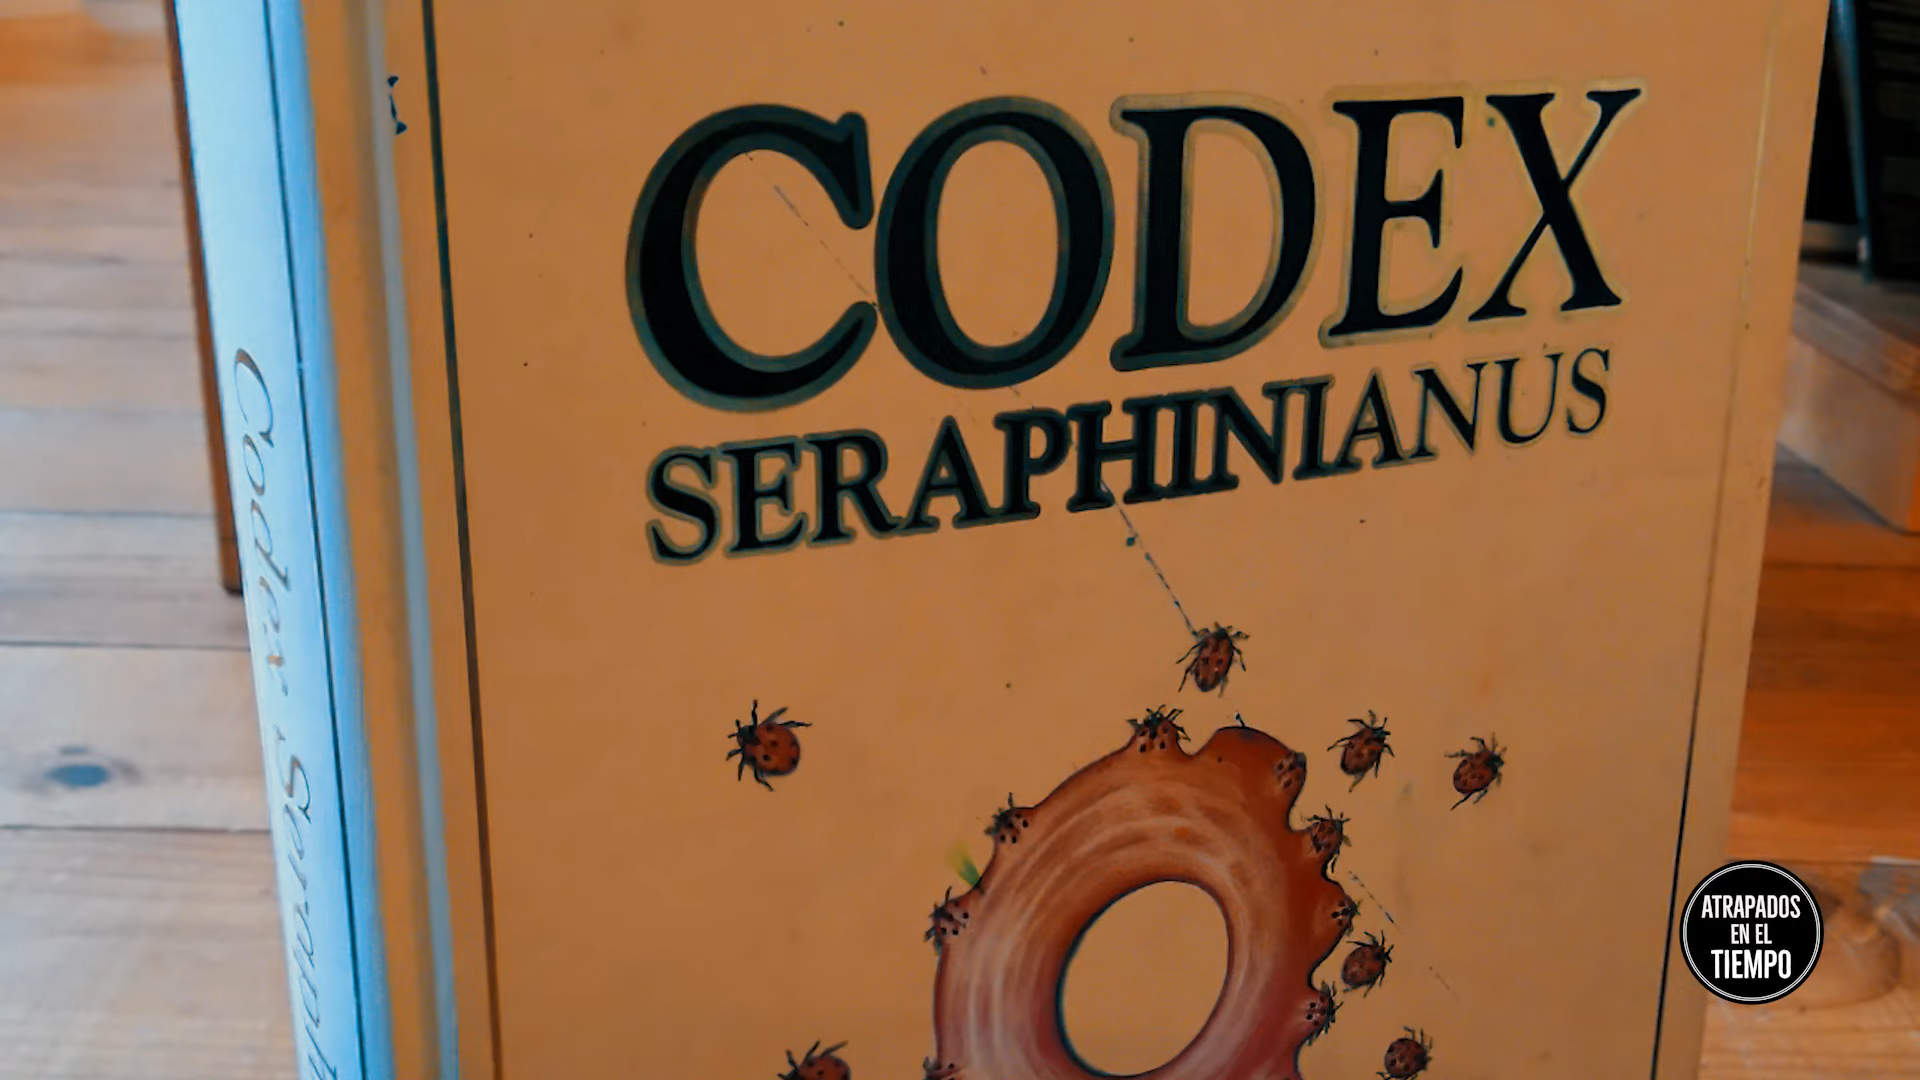 CODEX
SERAPHINIANUS
Codex Seraph
ATRAPADOS
EN EL
TIEMPO